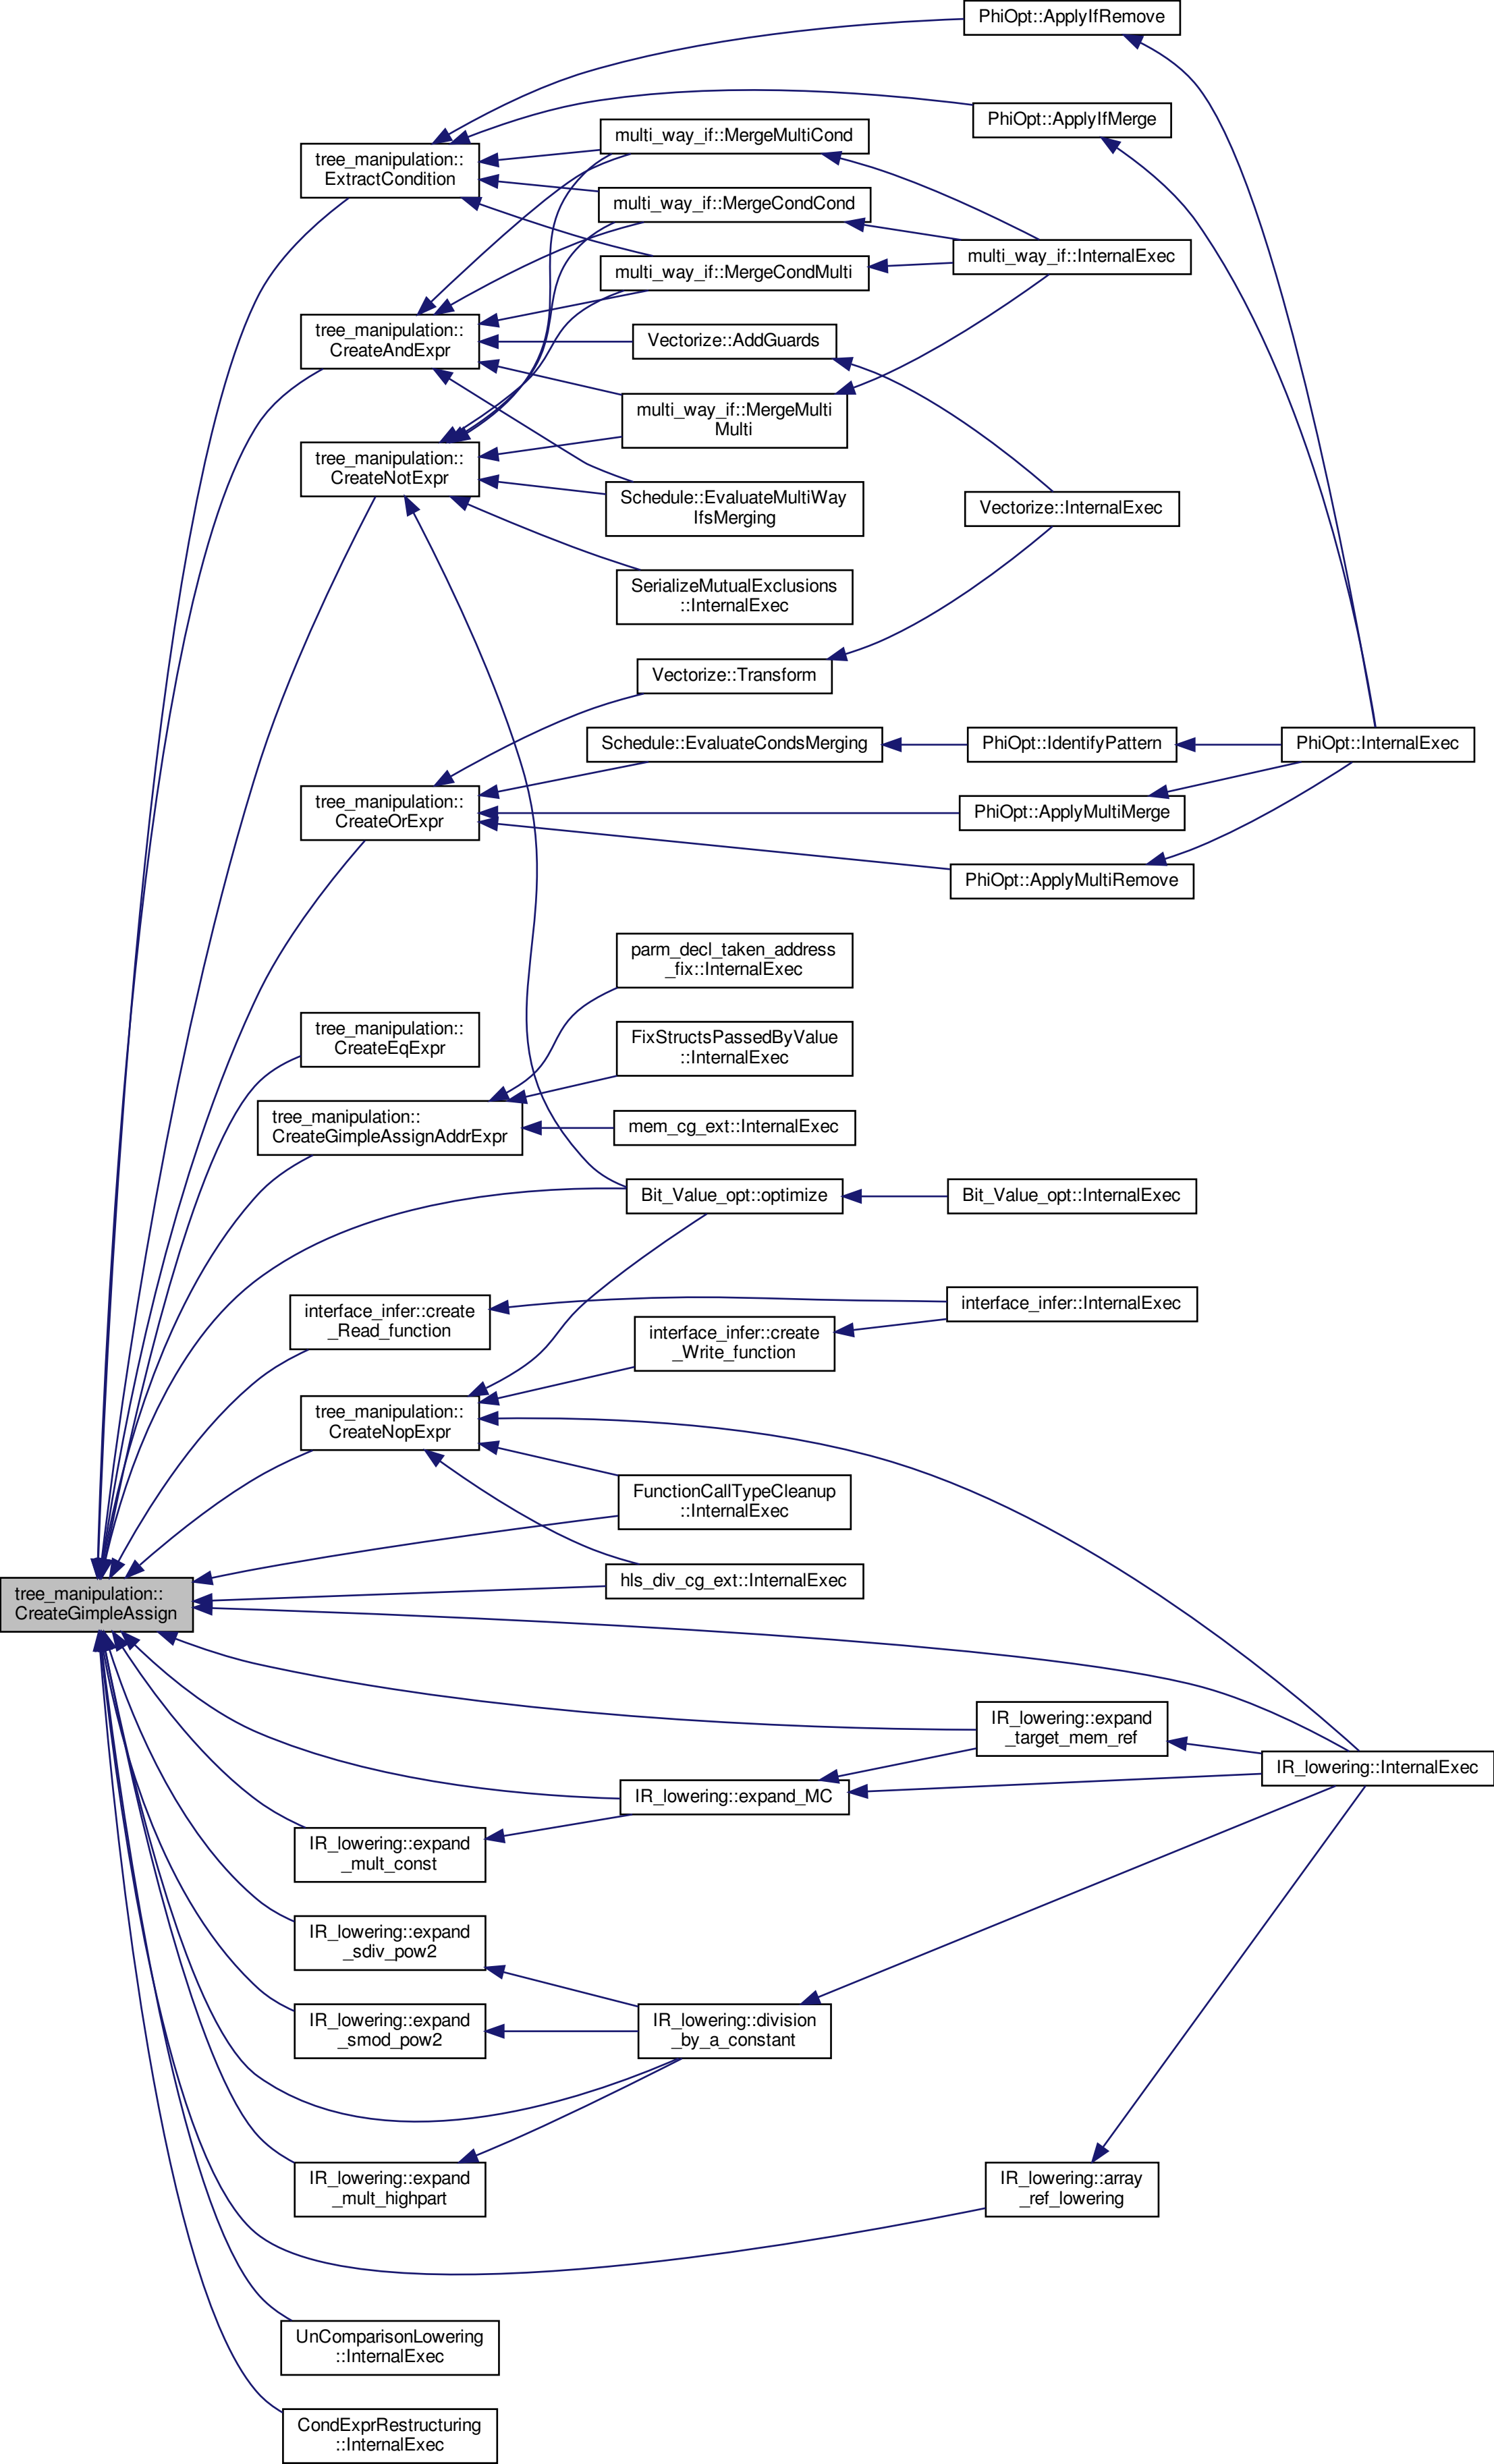 PhiOpt::ApplyIfRemove
PhiOpt::ApplyIfMerge
multi_way_if::MergeMultiCond
tree_manipulation::
ExtractCondition
multi_way_if::MergeCondCond
multi_way_if::InternalExec
multi_way_if::MergeCondMulti
tree_manipulation::
CreateAndExpr
Vectorize::AddGuards
multi_way_if::MergeMulti
Multi
tree_manipulation::
CreateNotExpr
Schedule::EvaluateMultiWay
IfsMerging
Vectorize::InternalExec
SerializeMutualExclusions
::InternalExec
Vectorize::Transform
Schedule::EvaluateCondsMerging
PhiOpt::IdentifyPattern
PhiOpt::InternalExec
tree_manipulation::
CreateOrExpr
PhiOpt::ApplyMultiMerge
PhiOpt::ApplyMultiRemove
parm_decl_taken_address
_fix::InternalExec
tree_manipulation::
CreateEqExpr
FixStructsPassedByValue
::InternalExec
tree_manipulation::
CreateGimpleAssignAddrExpr
mem_cg_ext::InternalExec
Bit_Value_opt::optimize
Bit_Value_opt::InternalExec
interface_infer::create
_Read_function
interface_infer::InternalExec
interface_infer::create
_Write_function
tree_manipulation::
CreateNopExpr
FunctionCallTypeCleanup
::InternalExec
hls_div_cg_ext::InternalExec
tree_manipulation::
CreateGimpleAssign
IR_lowering::expand
_target_mem_ref
IR_lowering::InternalExec
IR_lowering::expand_MC
IR_lowering::expand
_mult_const
IR_lowering::expand
_sdiv_pow2
IR_lowering::expand
_smod_pow2
IR_lowering::division
_by_a_constant
IR_lowering::expand
_mult_highpart
IR_lowering::array
_ref_lowering
UnComparisonLowering
::InternalExec
CondExprRestructuring
::InternalExec